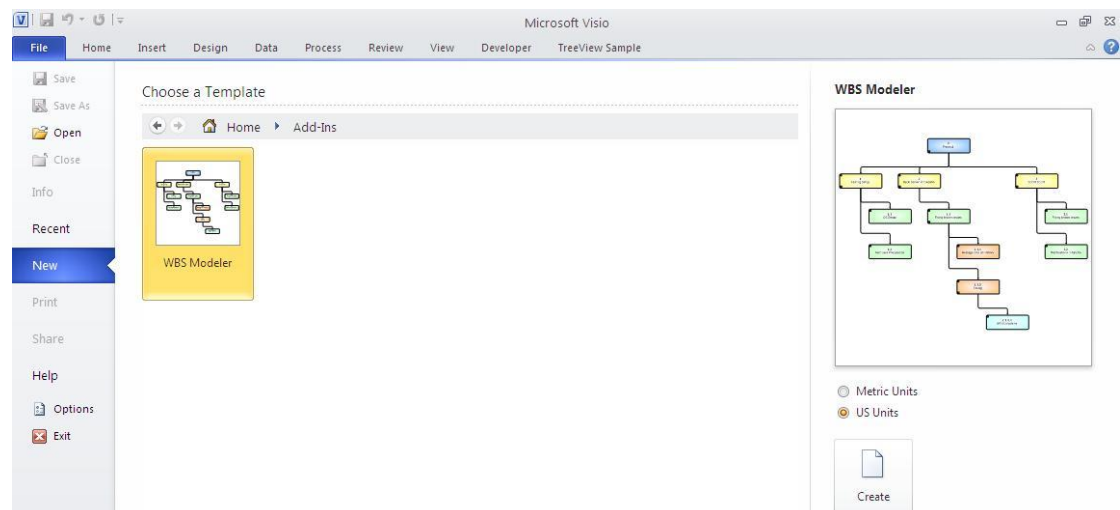 Microsoft Visio
File Home Insert Design Data Process Review View Developer TreeView Sample
Save
Save As
Open
Close
Info
Recent
New
Print
Share
Help
Options
Exit
Choose a Template
Home Add-Ins
WBS Modeler
WBS Modeler
Metric Units
US Units
Create